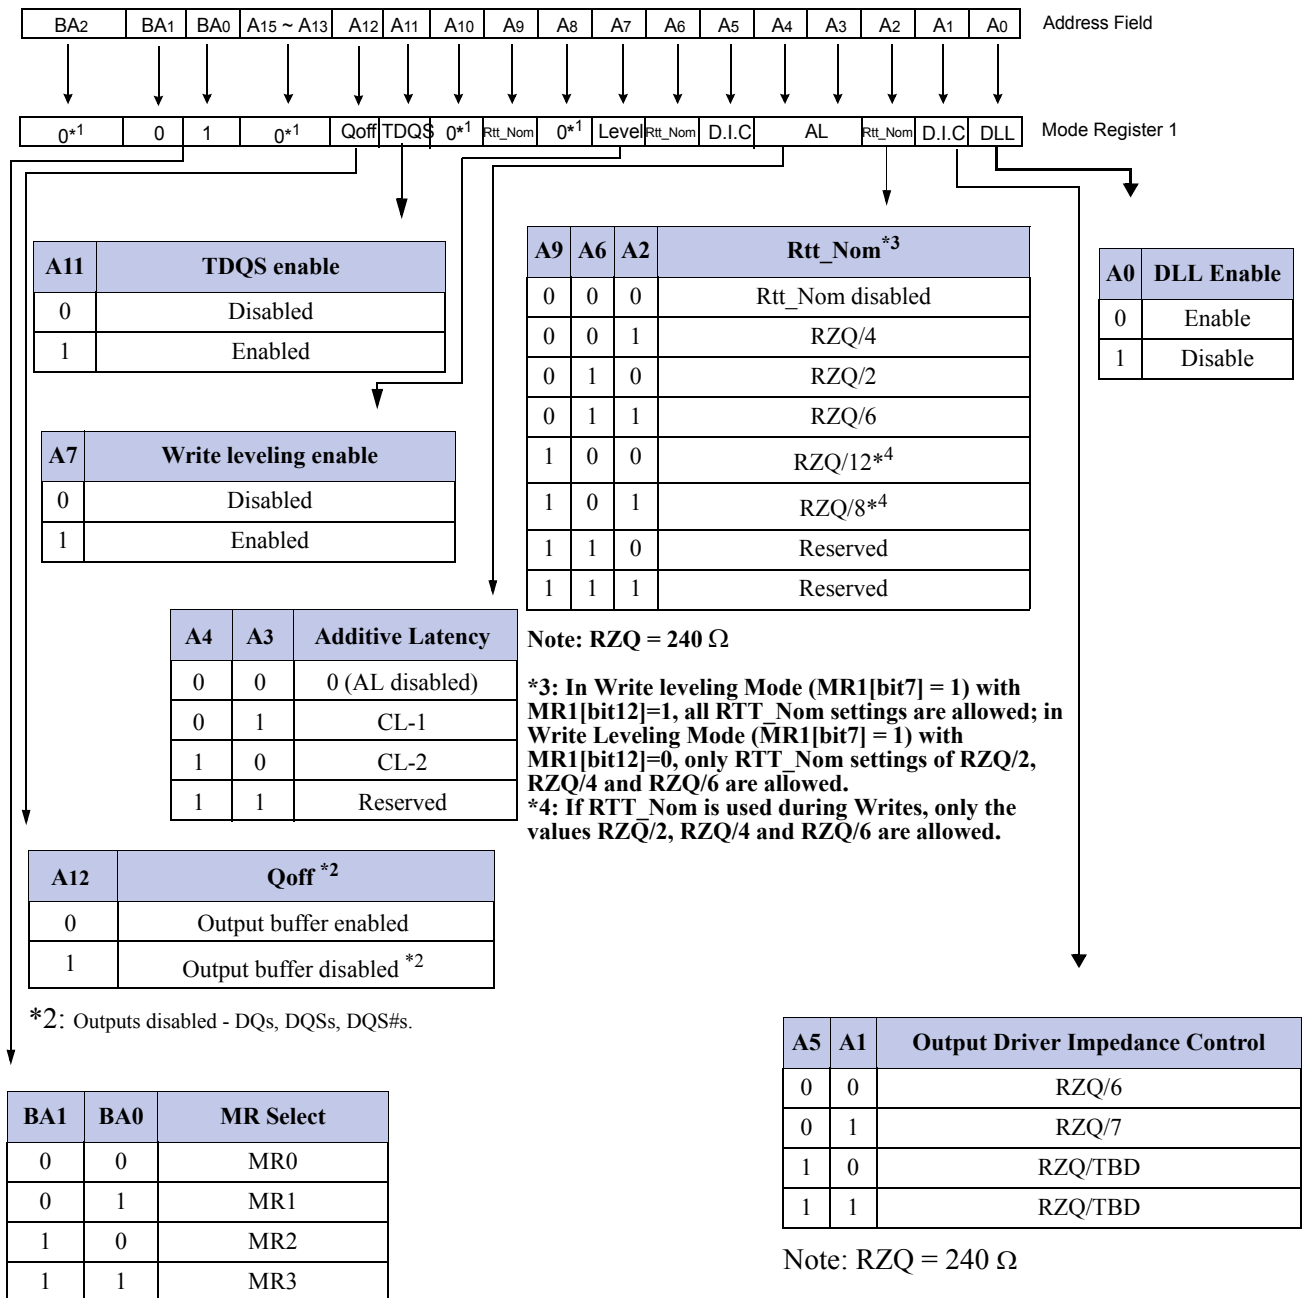 BA2 BA1 BA0 A15 ~ A13 A12 A11 A10 A9 A8 A7 A6 A5 A4 A3 A2 A1 A0 Address Field
0*1 0 1 0*1 Qoff TDQS 0*1 Rtt_Nom 0*1 Level Rtt_Nom D.I.C AL Rtt_Nom D.I.C DLL Mode Register 1
A11 TDQS enable
0 Disabled
1 Enabled
A7 Write leveling enable
0 Disabled
1 Enabled
A9 A6 A2 Rtt_Nom*3
0 0 0 Rtt_Nom disabled
0 0 1 RZQ/4
0 1 0 RZQ/2
0 1 1 RZQ/6
1 0 0 RZQ/12*4
1 0 1 RZQ/8*4
1 1 0 Reserved
1 1 1 Reserved
A0 DLL Enable
0 Enable
1 Disable
A4 A3 Additive Latency
0 0 0 (AL disabled)
0 1 CL-1
1 0 CL-2
1 1 Reserved
Note: RZQ = 240 Ω
*3: In Write leveling Mode (MR1[bit7] = 1) with
MR1[bit12]=1, all RTT_Nom settings are allowed; in
Write Leveling Mode (MR1[bit7] = 1) with
MR1[bit12]=0, only RTT_Nom settings of RZQ/2,
RZQ/4 and RZQ/6 are allowed.
*4: If RTT_Nom is used during Writes, only the
values RZQ/2, RZQ/4 and RZQ/6 are allowed.
A12 Qoff *2
0 Output buffer enabled
1 Output buffer disabled *2
*2: Outputs disabled - DQs, DQSs, DQS#s.
BA1 BA0 MR Select
0 0 MR0
0 1 MR1
1 0 MR2
1 1 MR3
A5 A1 Output Driver Impedance Control
0 0 RZQ/6
0 1 RZQ/7
1 0 RZQ/TBD
1 1 RZQ/TBD
Note: RZQ = 240 Ω